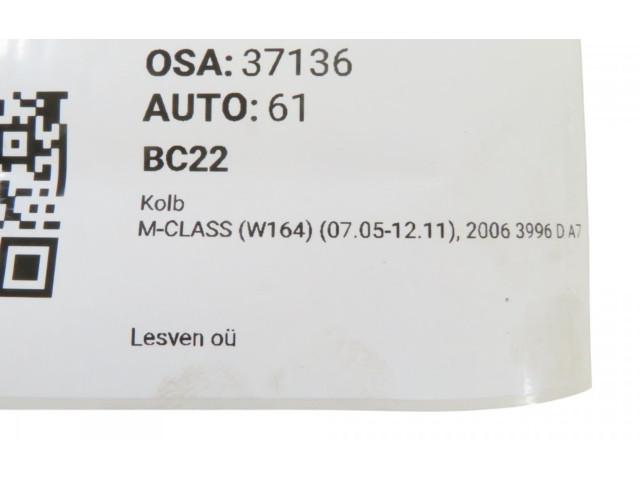 OSA: 37136
AUTO: 61
BC22
Kolb
M-CLASS (W164) (07.05-12.11), 2006 3996 D A7
Lesven oü